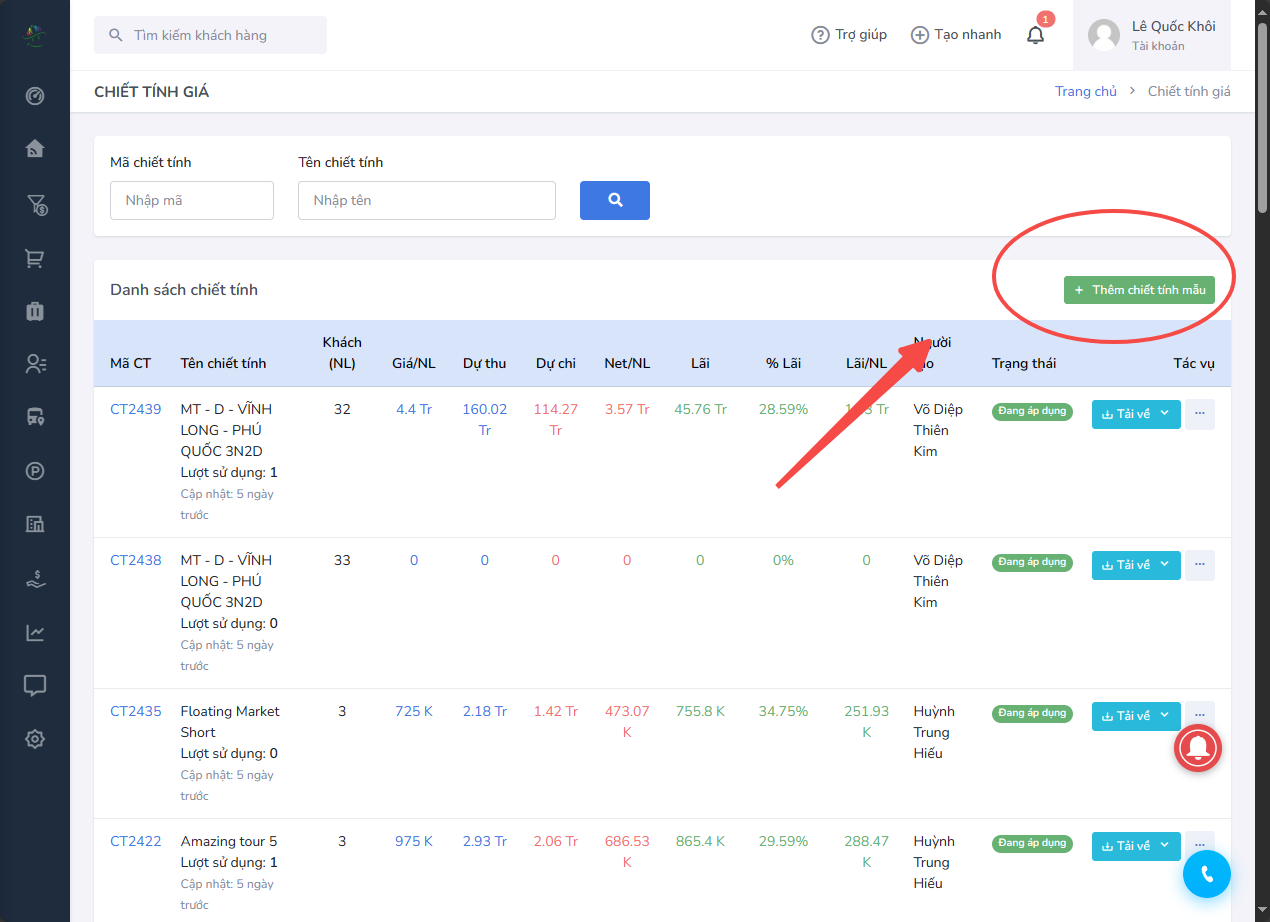 Tìm kiếm khách hàng
Trợ giúp
Tạo nhanh
1
Lê Quốc Khôi
Tài khoản
CHIẾT TÍNH GIÁ
Trang chủ > Chiết tính giá
Mã chiết tính
Tên chiết tính
Nhập mã
Nhập tên
Danh sách chiết tính
+ Thêm chiết tính mẫu
Mã CT
Tên chiết tính
Khách
(NL)
Giá/NL
Dự thu
Dự chi
Net/NL
Lãi
% Lãi
Lãi/NL
Trạng thái
Tác vụ
CT2439
MT - D - VĨNH
LONG - PHÚ
QUỐC 3N2D
Lượt sử dụng: 1
Cập nhật: 5 ngày
trước
32
4.4 Tr
160.02
Tr
114.27
Tr
3.57 Tr
45.76 Tr
28.59%
Tr
Võ Diệp
Thiên
Kim
Đang áp dụng
Tải về
...
CT2438
MT - D - VĨNH
LONG - PHÚ
QUỐC 3N2D
Lượt sử dụng: 0
Cập nhật: 5 ngày
trước
33
0
0
0
0
0
0%
0
Võ Diệp
Thiên
Kim
Đang áp dụng
Tải về
...
CT2435
Floating Market
Short
Lượt sử dụng: 0
Cập nhật: 5 ngày
trước
3
725 K
2.18 Tr
1.42 Tr
473.07
K
755.8 K
34.75%
251.93
K
Huỳnh
Trung
Hiếu
Đang áp dụng
Tải về
...
CT2422
Amazing tour 5
Lượt sử dụng: 1
Cập nhật: 5 ngày
trước
3
975 K
2.93 Tr
2.06 Tr
686.53
K
865.4 K
29.59%
288.47
K
Huỳnh
Trung
Hiếu
Đang áp dụng
Tải về
...